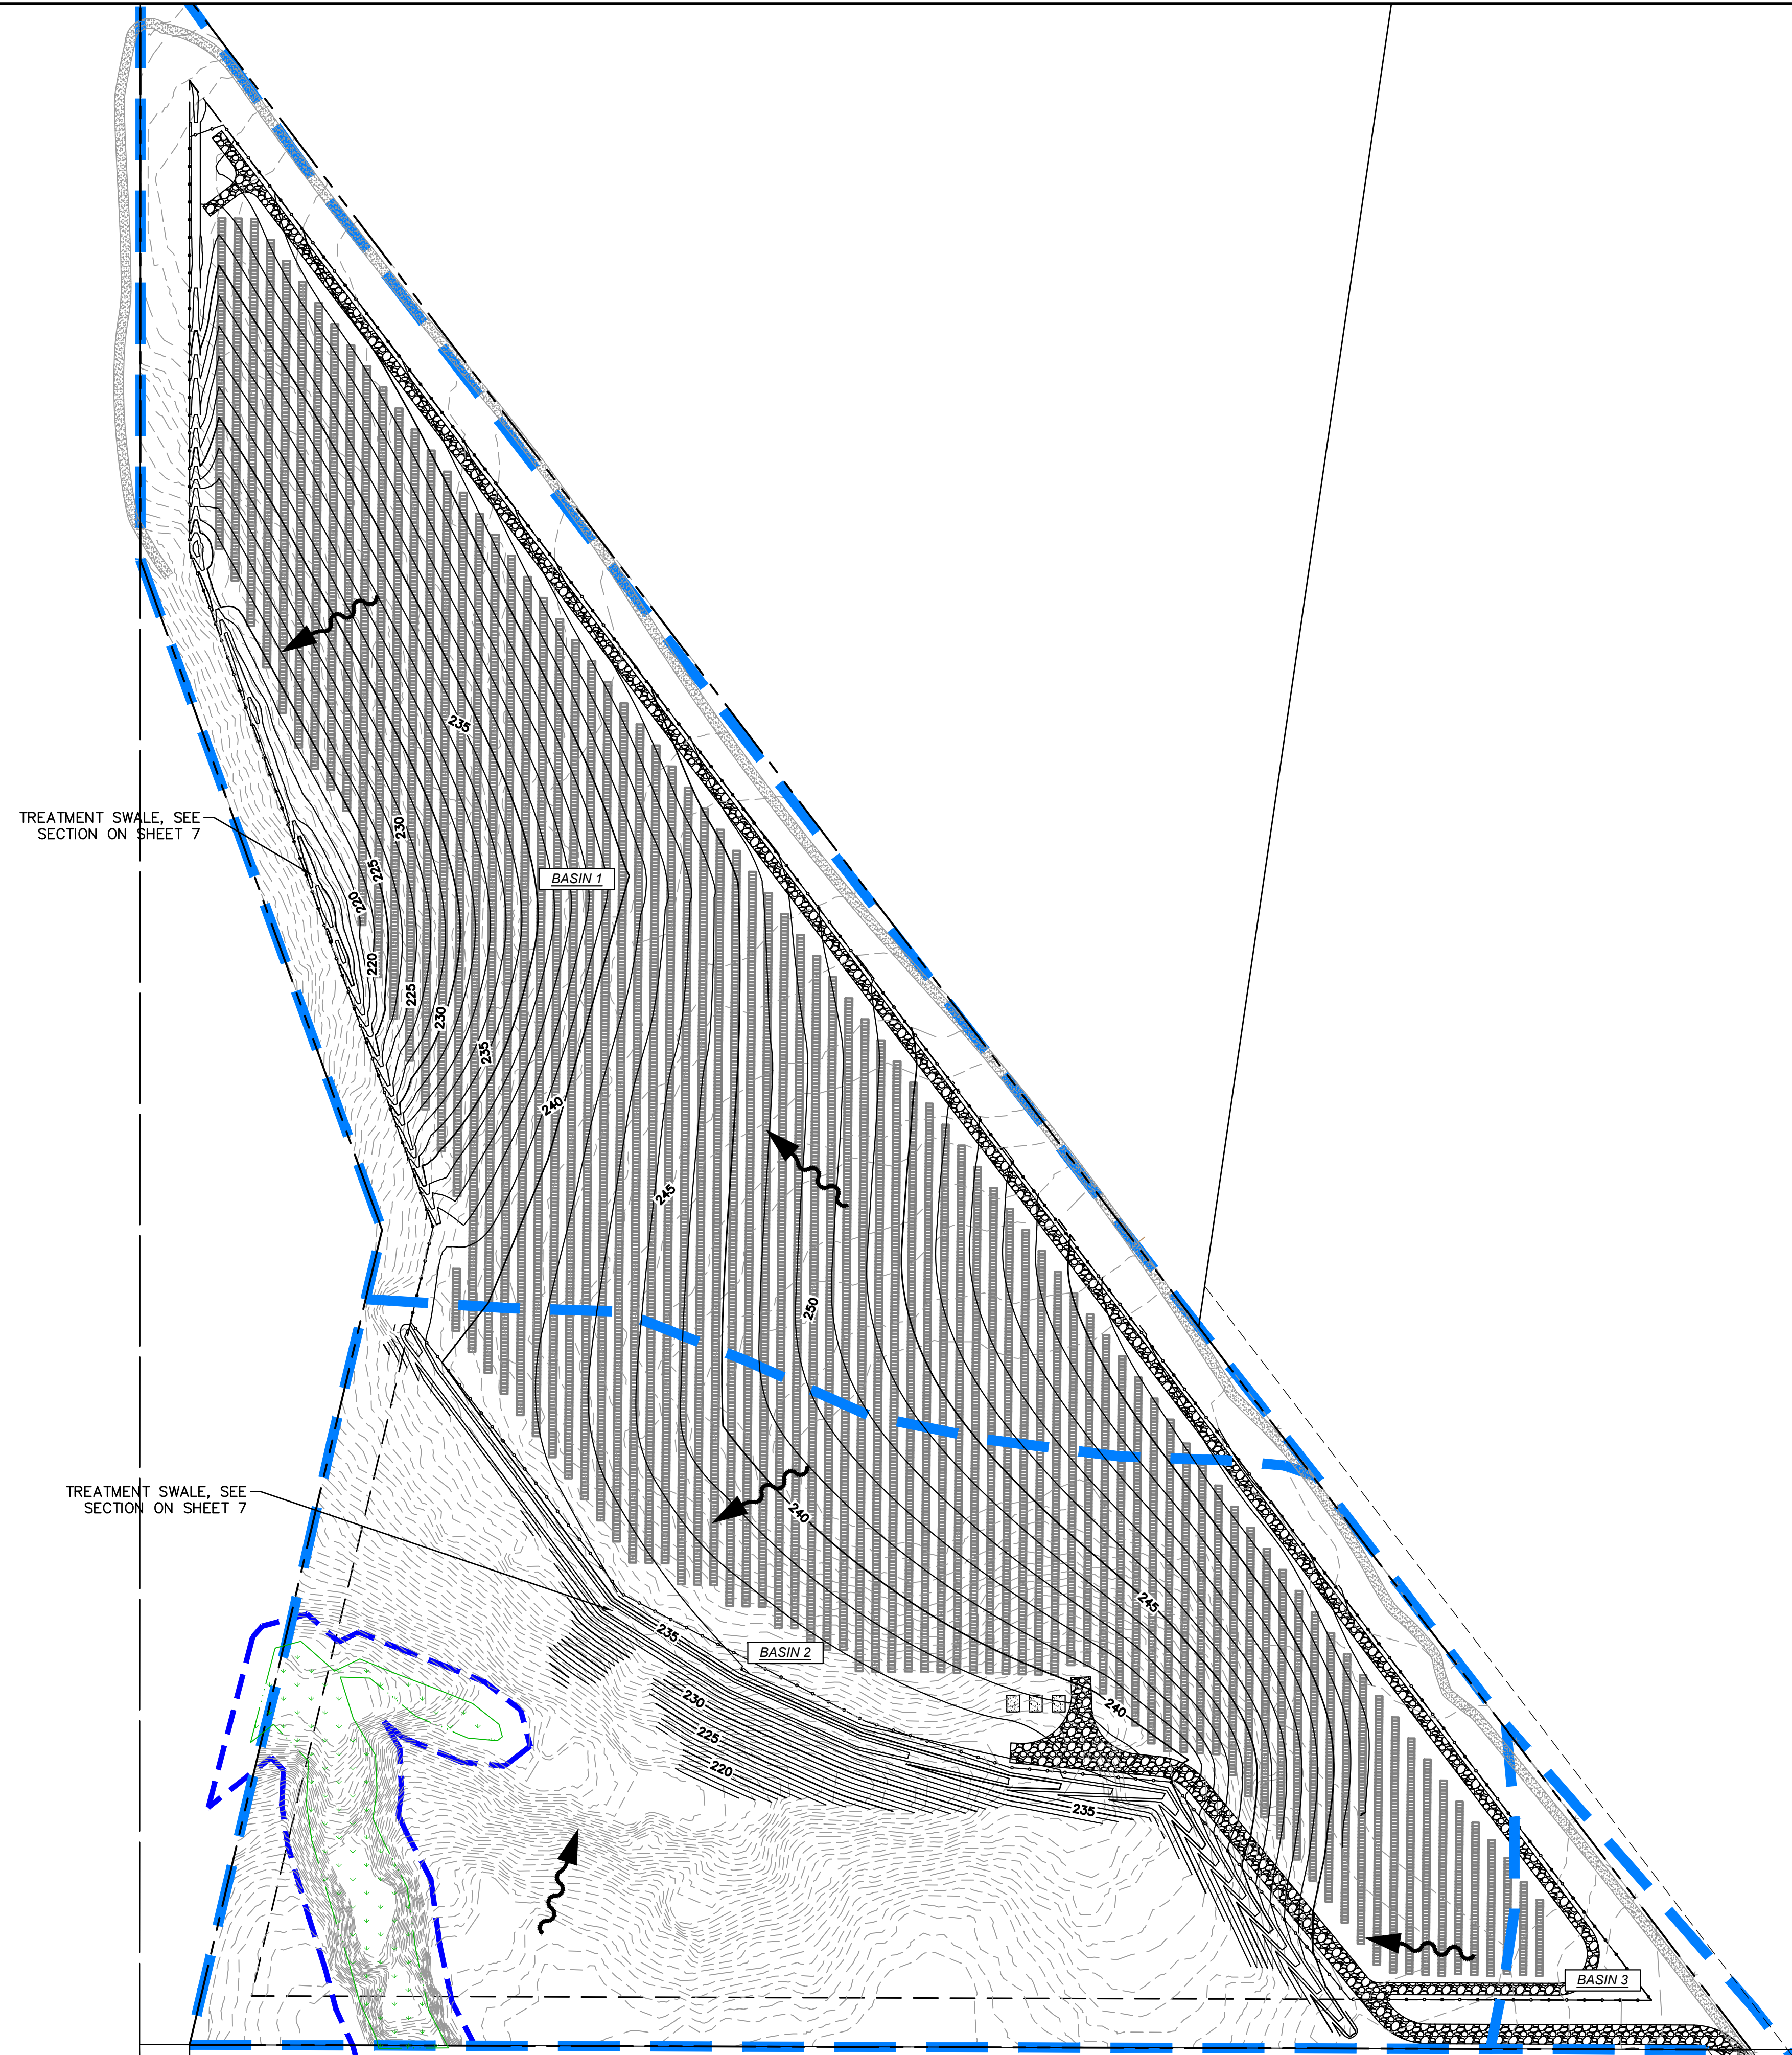 235
TREATMENT SWALE, SEE
SECTION ON SHEET 7
230
225
BASIN 1
220
220
225
230
235
240
245
250
TREATMENT SWALE, SEE
SECTION ON SHEET 7
240
245
235
BASIN 2
230
240
225
220
235
BASIN 3